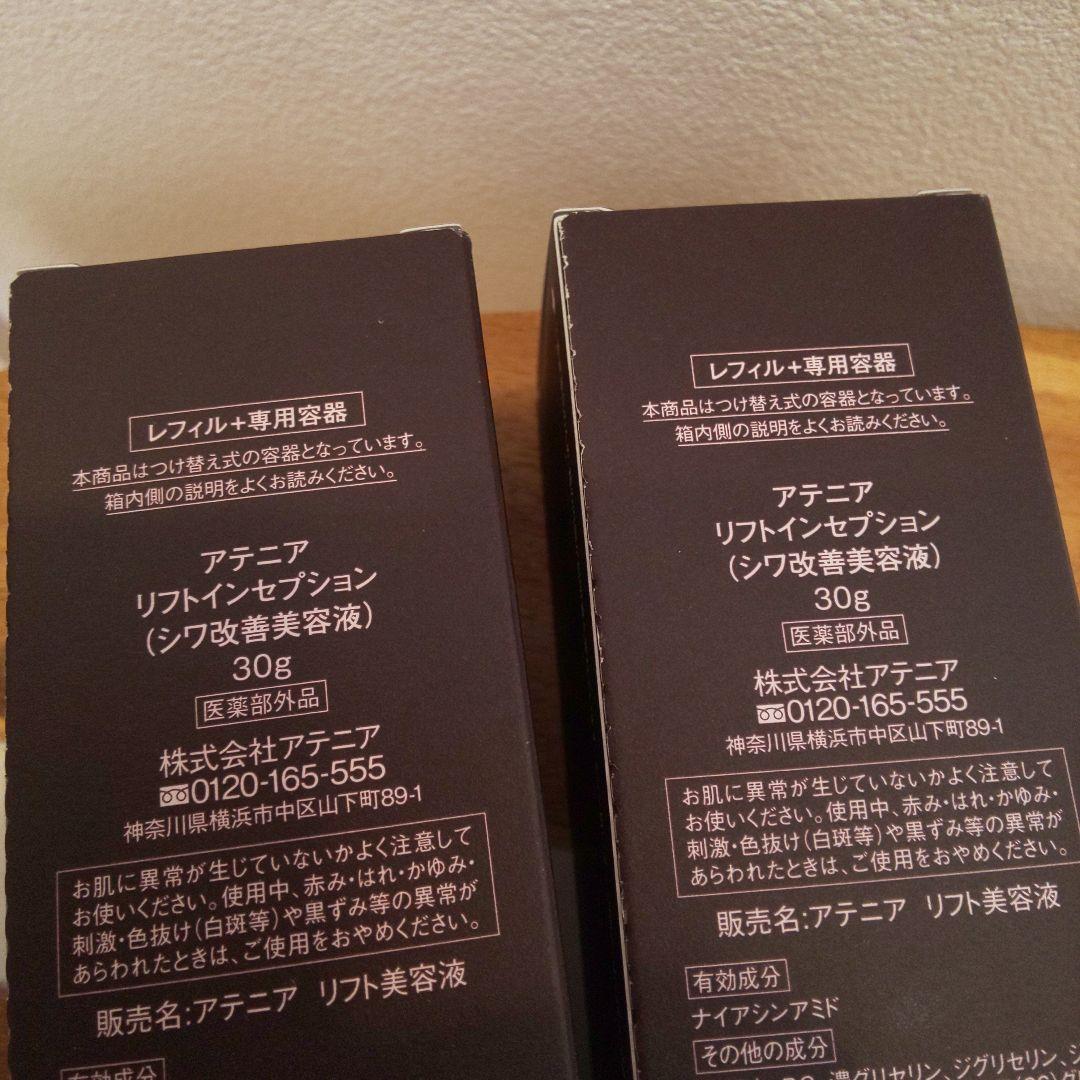 レフィル+専用容器
本商品はつけ替え式の容器となっています。
箱内側の説明をよくお読みください。
アテニア
リフトインセプション
(シワ改善美容液)
30g
医薬部外品
株式会社アテニア
0120-165-555
神奈川県横浜市中区山下町89-1
お肌に異常が生じていないかよく注意して
お使いください。使用中、赤み・はれ・かゆみ・
刺激・色抜け(白斑等)や黒ずみ等の異常が
あらわれたときは、ご使用をおやめください。
販売名:アテニア リフト美容液
有効成分
レフィル+専用容器
本商品はつけ替え式の容器となっています。
箱内側の説明をよくお読みください。
アテニア
リフトインセプション
(シワ改善美容液)
30g
医薬部外品
株式会社アテニア
0120-165-555
神奈川県横浜市中区山下町89-1
お肌に異常が生じていないかよく注意して
お使いください。使用中、赤み・はれ・かゆみ・
刺激・色抜け(白斑等)や黒ずみ等の異常が
あらわれたときは、ご使用をおやめください。
販売名:アテニア リフト美容液
有効成分
ナイアシンアミド
その他の成分
濃グリセリン、ジグリセリン、